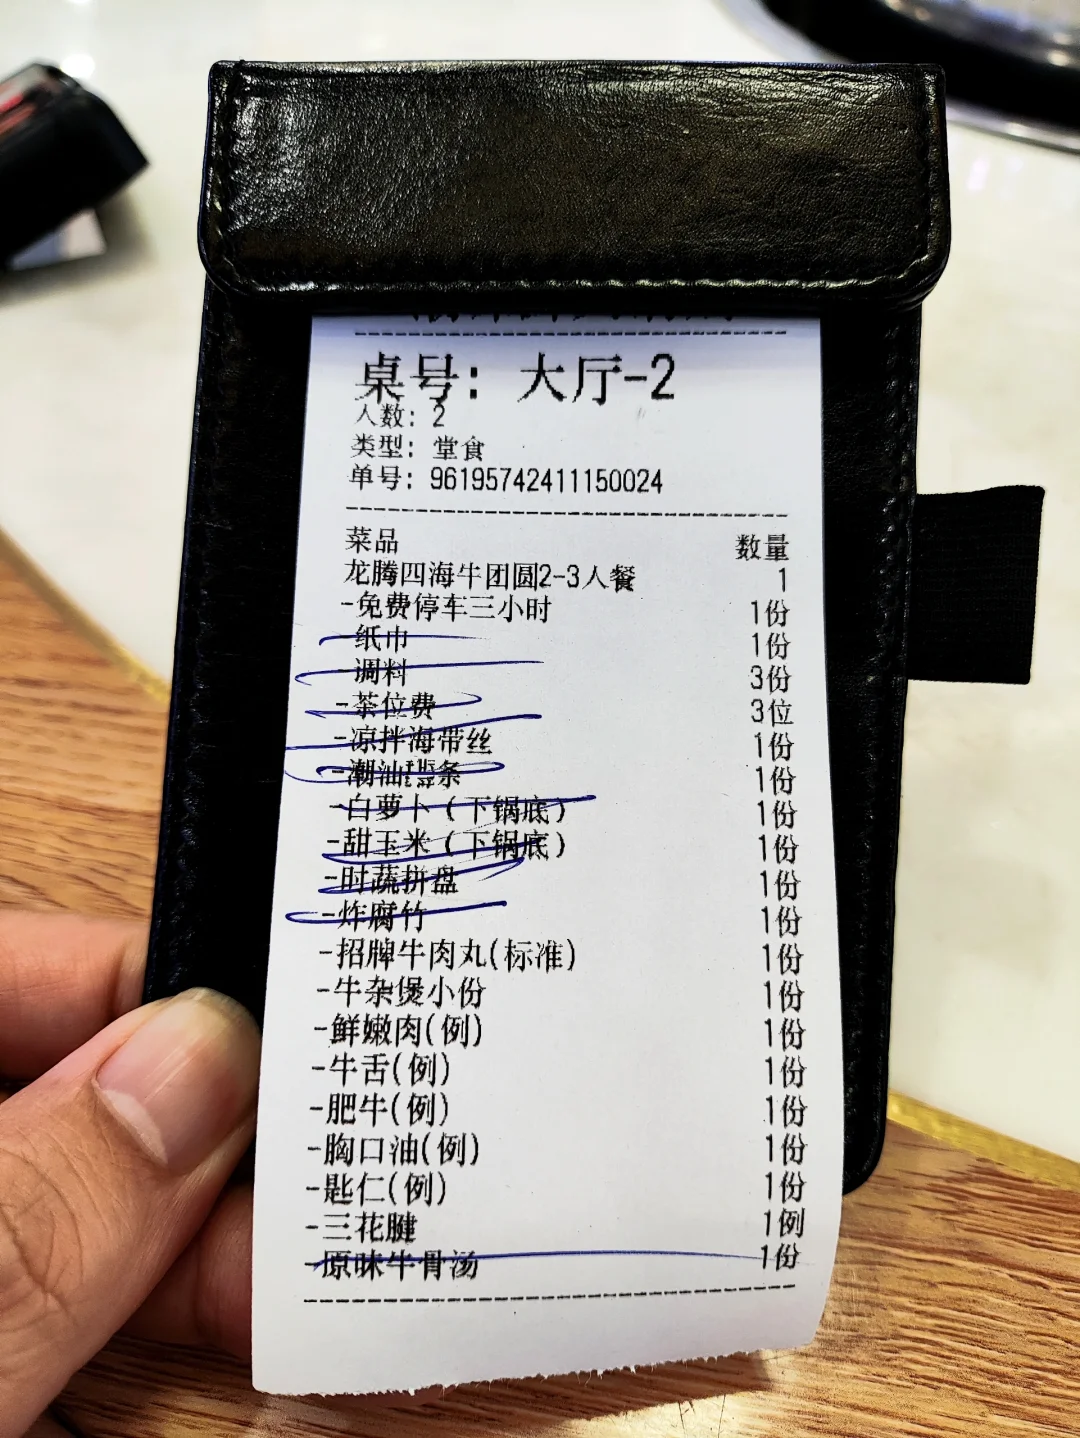 桌号: 大厅-2
人数: 2
类型: 堂食
单号: 96195742411150024
菜品 数量
龙腾四海牛团圆2-3人餐 1
-免费停车三小时 1份
-纸巾 1份
-调料 3份
-茶位费 3位
-凉拌海带丝 1份
-潮汕 条 1份
-白萝卜(下锅底) 1份
-甜玉米(下锅底) 1份
-时蔬拼盘 1份
-炸腐竹 1份
-招牌牛肉丸(标准) 1份
-牛杂煲小份 1份
-鲜嫩肉(例) 1份
-牛舌(例) 1份
-肥牛(例) 1份
-胸口油(例) 1份
-匙仁(例) 1份
-三花腱 1例
-原味牛骨汤 1份